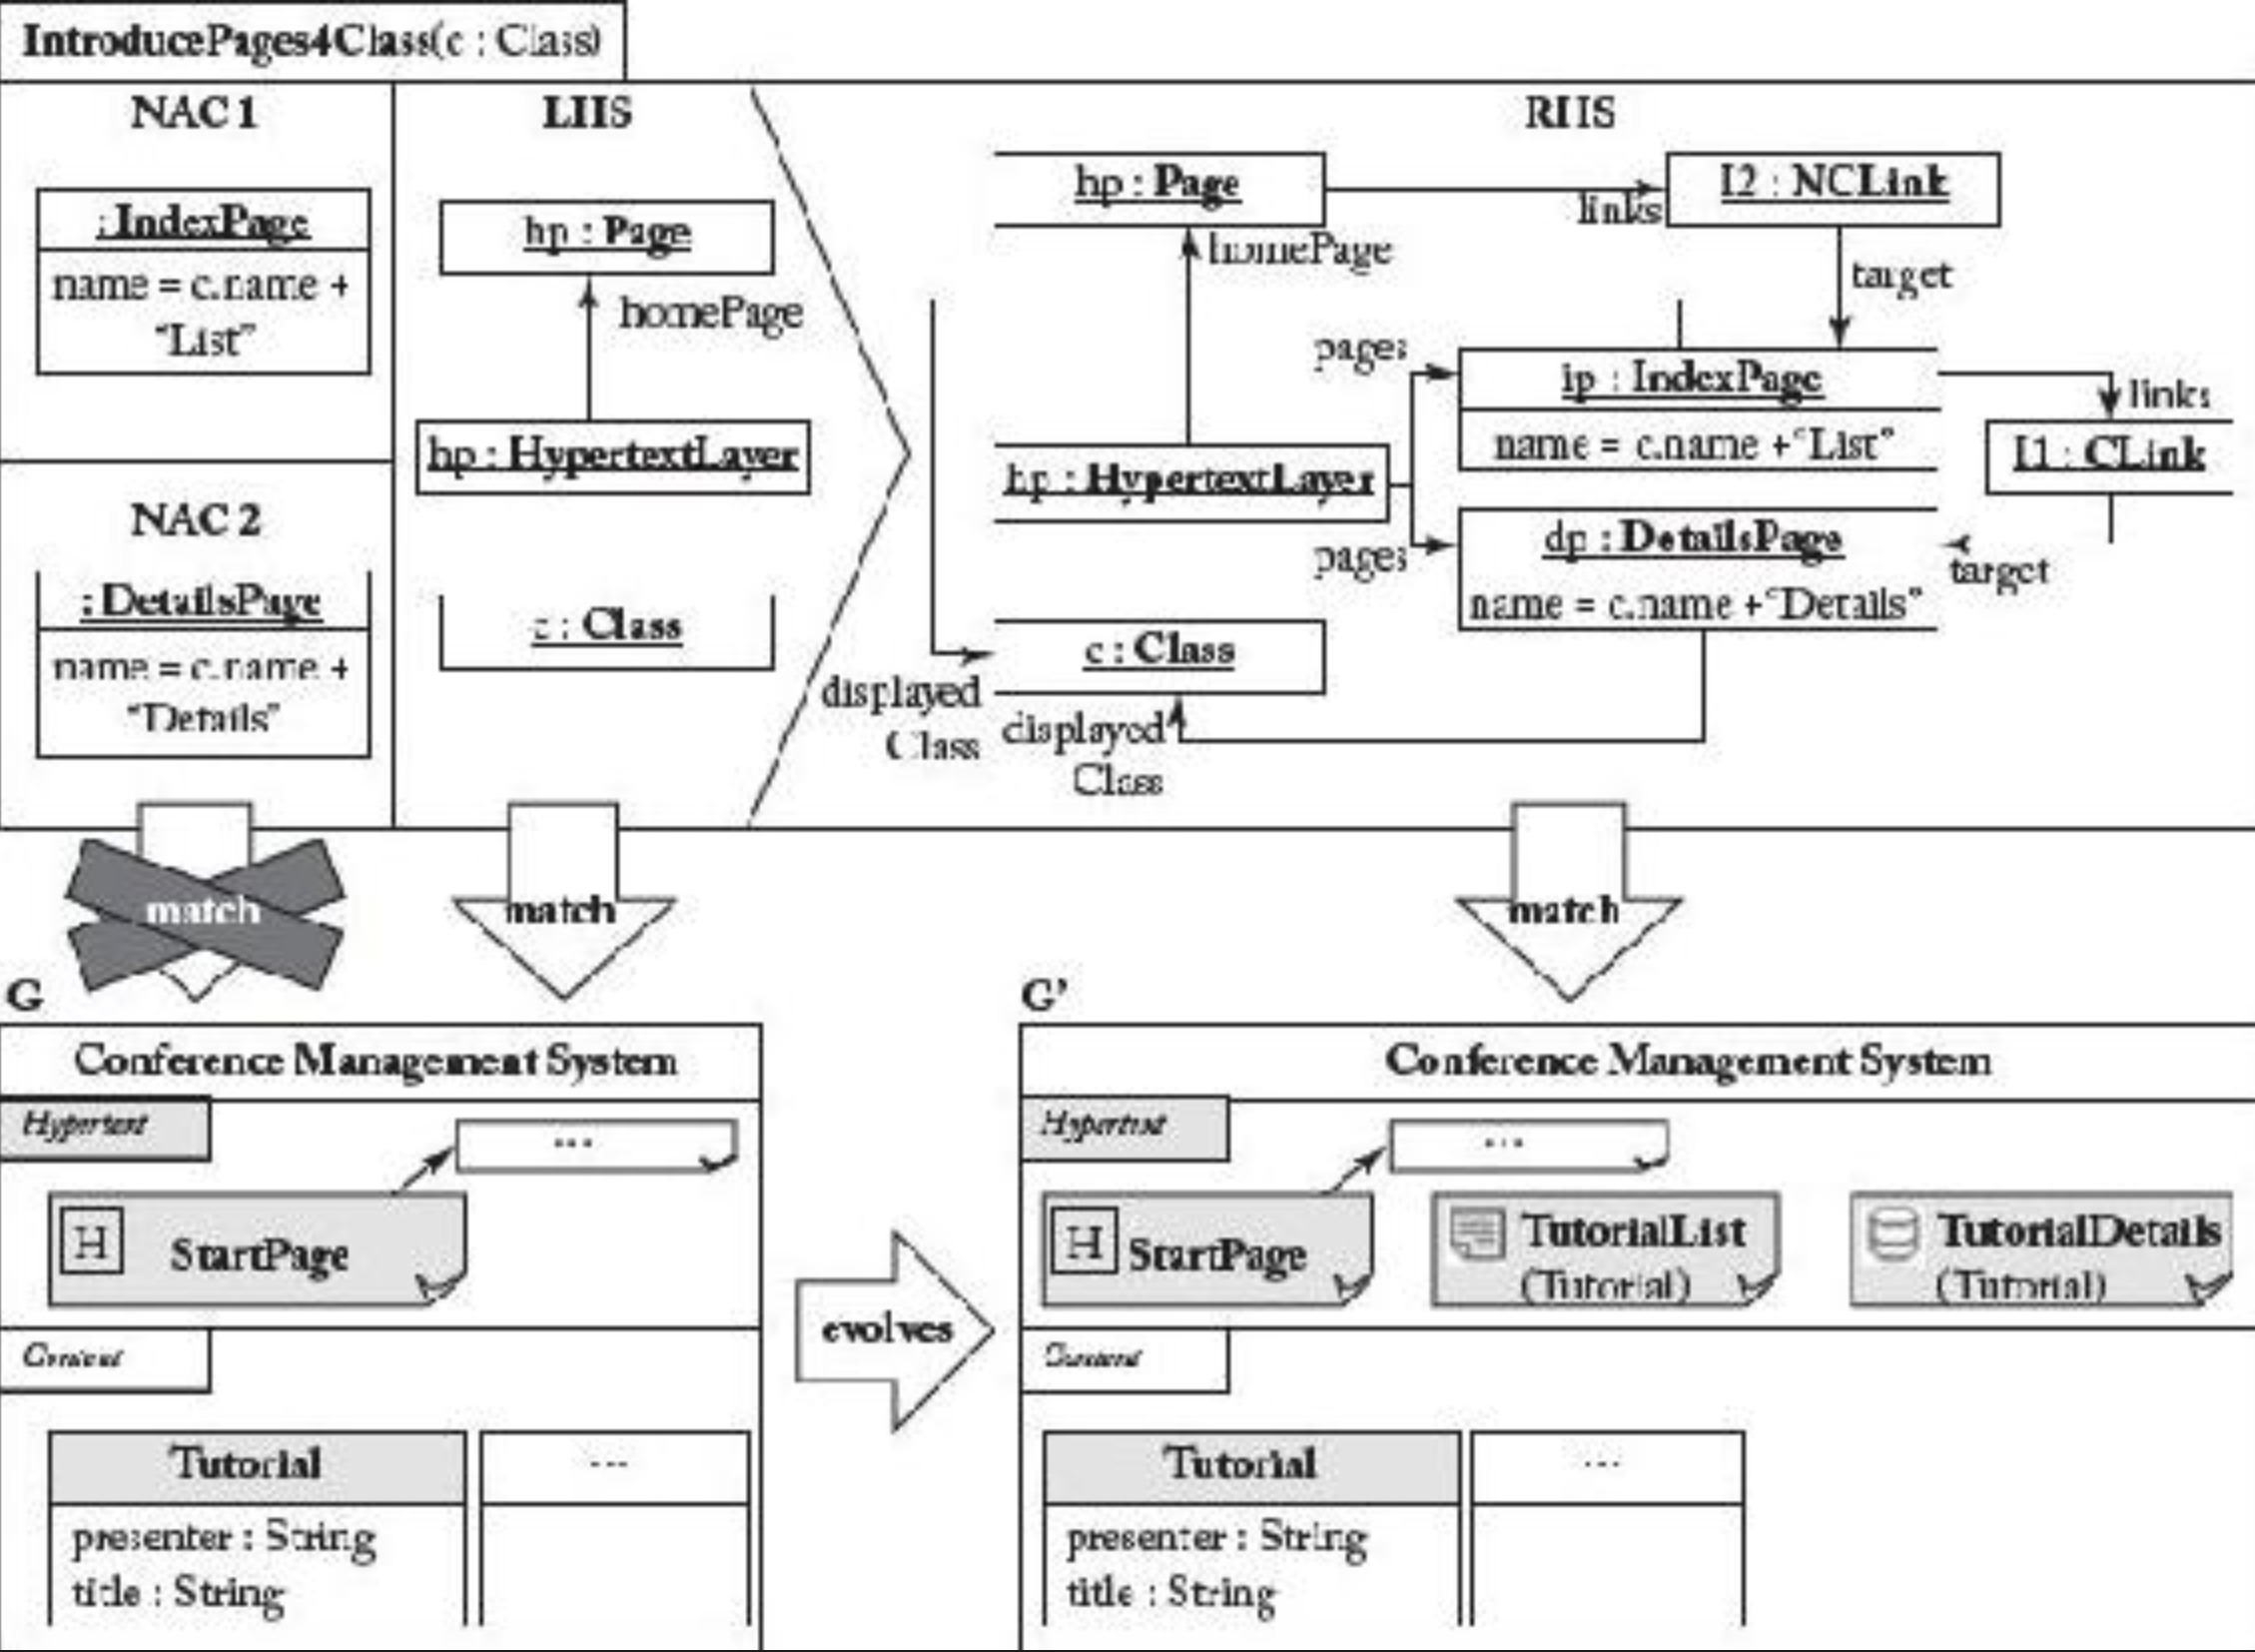 IntroducePages4Class(c : Class)
NAC 1
: IndexPage
name = c.name +
"List"
NAC 2
: DetailsPage
name = c.name +
"Details"
LHS
hp : Page
homePage
hp : HypertextLayer
c : Class
RHS
hp : Page
links
l2 : NCLink
homePage
target
pages
ip : IndexPage
name = c.name +"List"
links
l1 : CLink
hp : HypertextLayer
pages
dp : DetailsPage
name = c.name +"Details"
target
c : Class
displayed
Class
displayed
Class
match
match
match
G
Conference Management System
Hypertext
...
H
StartPage
Content
Tutorial
...
presenter : String
title : String
evolves
G'
Conference Management System
Hypertext
...
H
StartPage
TutorialList
(Tutorial)
TutorialDetails
(Tutorial)
Content
Tutorial
...
presenter : String
title : String